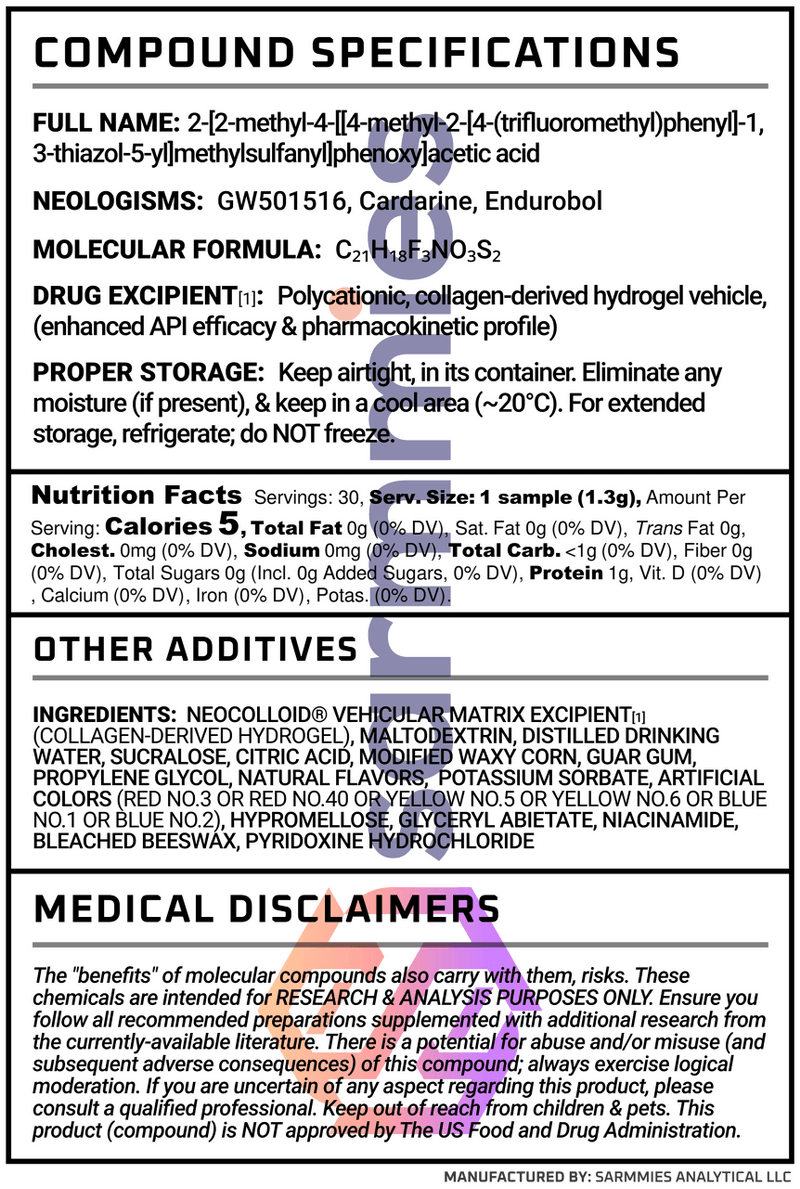 COMPOUND SPECIFICATIONS
FULL NAME: 2-[2-methyl-4-[[4-methyl-2-[4-(trifluoromethyl)phenyl]-1,
3-thiazol-5-yl]methylsulfanyl]phenoxy]acetic acid
NEOLOGISMS: GW501516, Cardarine, Endurobol
MOLECULAR FORMULA: C₂₁H₁₈F₃NO₃S₂
DRUG EXCIPIENT[1]: Polycationic, collagen-derived hydrogel vehicle,
(enhanced API efficacy & pharmacokinetic profile)
PROPER STORAGE: Keep airtight, in its container. Eliminate any
moisture (if present), & keep in a cool area (~20°C). For extended
storage, refrigerate; do NOT freeze.
Nutrition Facts Servings: 30, Serv. Size: 1 sample (1.3g), Amount Per
Serving: Calories 5, Total Fat 0g (0% DV), Sat. Fat 0g (0% DV), Trans Fat 0g,
Cholest. 0mg (0% DV), Sodium 0mg (0% DV), Total Carb. <1g (0% DV), Fiber 0g
(0% DV), Total Sugars 0g (Incl. 0g Added Sugars, 0% DV), Protein 1g, Vit. D (0% DV)
, Calcium (0% DV), Iron (0% DV), Potas. (0% DV).
OTHER ADDITIVES
INGREDIENTS: NEOCOLLOID® VEHICULAR MATRIX EXCIPIENT[1]
(COLLAGEN-DERIVED HYDROGEL), MALTODEXTRIN, DISTILLED DRINKING
WATER, SUCRALOSE, CITRIC ACID, MODIFIED WAXY CORN, GUAR GUM,
PROPYLENE GLYCOL, NATURAL FLAVORS, POTASSIUM SORBATE, ARTIFICIAL
COLORS (RED NO.3 OR RED NO.40 OR YELLOW NO.5 OR YELLOW NO.6 OR BLUE
NO.1 OR BLUE NO.2), HYPROMELLOSE, GLYCERYL ABIETATE, NIACINAMIDE,
BLEACHED BEESWAX, PYRIDOXINE HYDROCHLORIDE
MEDICAL DISCLAIMERS
The "benefits" of molecular compounds also carry with them, risks. These
chemicals are intended for RESEARCH & ANALYSIS PURPOSES ONLY. Ensure you
follow all recommended preparations supplemented with additional research from
the currently-available literature. There is a potential for abuse and/or misuse (and
subsequent adverse consequences) of this compound; always exercise logical
moderation. If you are uncertain of any aspect regarding this product, please
consult a qualified professional. Keep out of reach from children & pets. This
product (compound) is NOT approved by The US Food and Drug Administration.
MANUFACTURED BY: SARMMIES ANALYTICAL LLC
sarmmies